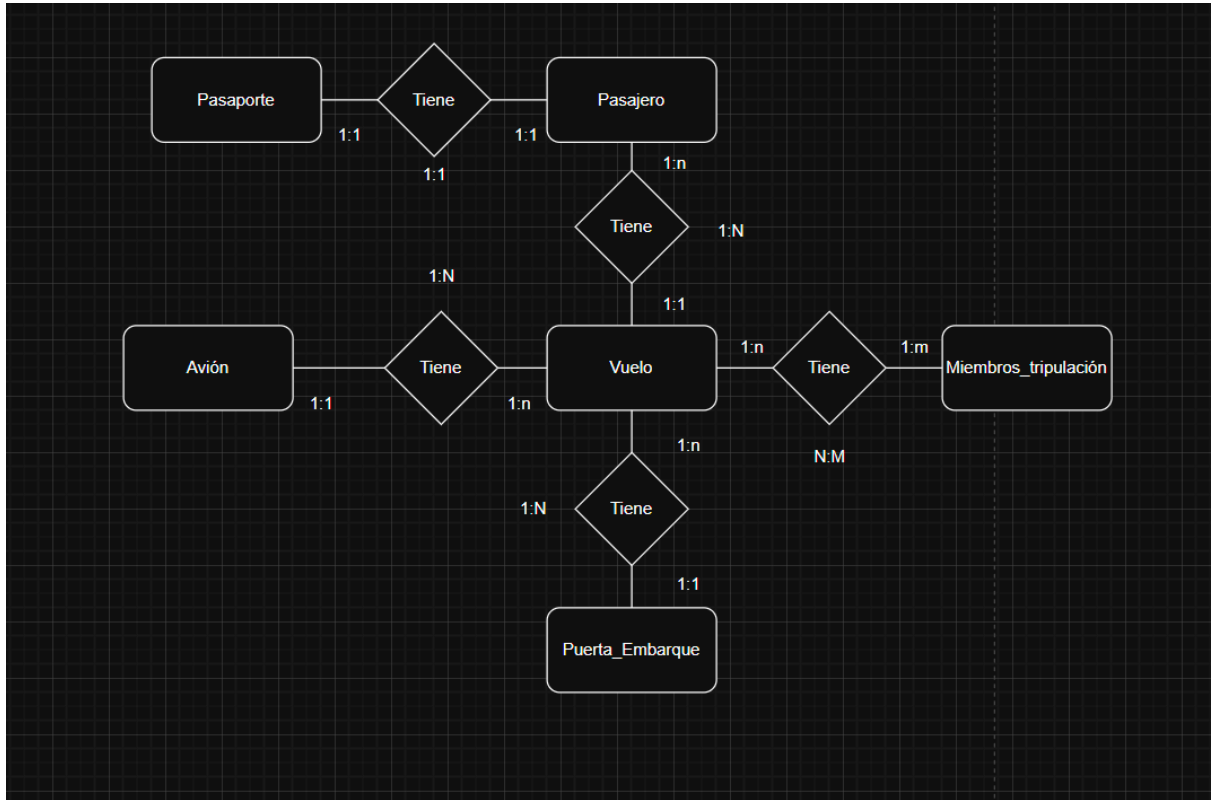 Pasaporte
Tiene
Pasajero
1:1
1:1
1:1
1:n
Tiene
1:N
1:N
1:1
Avión
Tiene
Vuelo
1:n
Tiene
1:m
Miembros_tripulación
1:1
1:n
1:n
N:M
1:N
Tiene
1:1
Puerta_Embarque